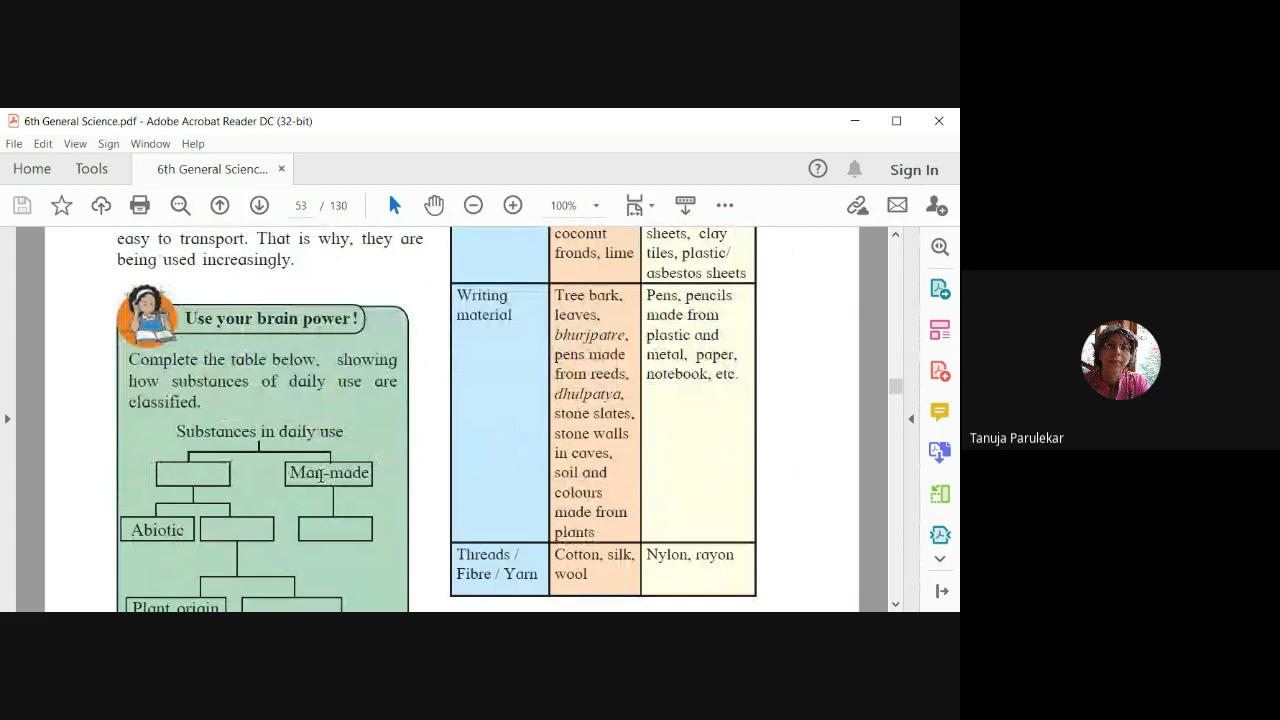 6th General Science.pdf - Adobe Acrobat Reader DC (32-bit)
File Edit View Sign Window Help
Home Tools 6th General Scienc... ×
Sign In
53 / 130
100%
easy to transport. That is why, they are
being used increasingly.
Use your brain power!
Complete the table below, showing
how substances of daily use are
classified.
Substances in daily use
Man-made
Abiotic
Plant origin
coconut
fronds, lime
sheets, clay
tiles, plastic/
asbestos sheets
Writing
material
Tree bark,
leaves,
bhurjpatre,
pens made
from reeds,
dhulpatya,
stone slates,
stone walls
in caves,
soil and
colours
made from
plants
Pens, pencils
made from
plastic and
metal, paper,
notebook, etc.
Threads /
Fibre / Yarn
Cotton, silk,
wool
Nylon, rayon
Tanuja Parulekar